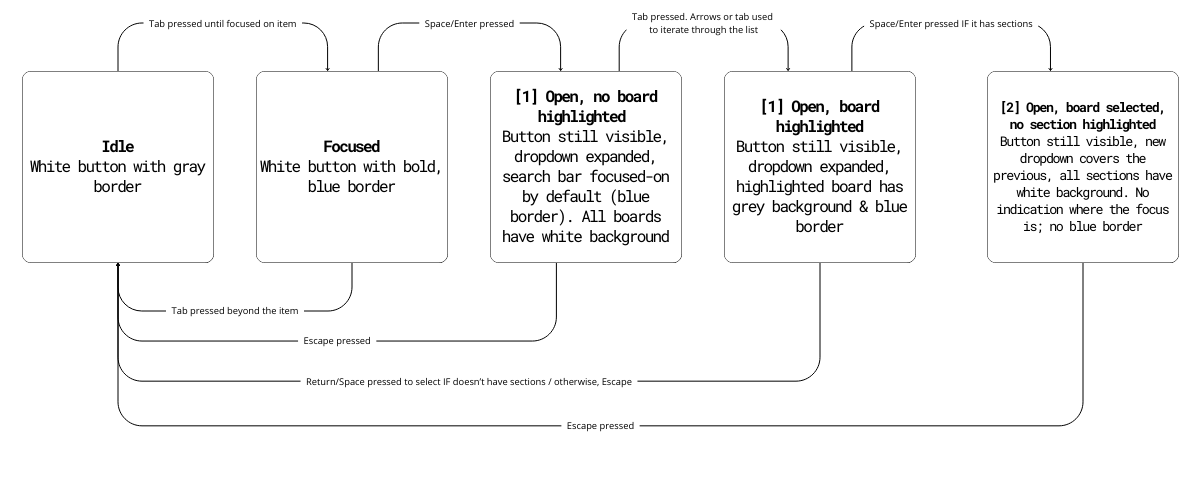 Tab pressed until focused on item
Space/Enter pressed
Tab pressed. Arrows or tab used
to iterate through the list
Space/Enter pressed IF it has sections
Idle
White button with gray
border
Focused
White button with bold,
blue border
[1] Open, no board
highlighted
Button still visible,
dropdown expanded,
search bar focused-on
by default (blue
border). All boards
have white background
[1] Open, board
highlighted
Button still visible,
dropdown expanded,
highlighted board has
grey background & blue
border
[2] Open, board selected,
no section highlighted
Button still visible, new
dropdown covers the
previous, all sections have
white background. No
indication where the focus
is; no blue border
Tab pressed beyond the item
Escape pressed
Return/Space pressed to select IF doesn't have sections / otherwise, Escape
Escape pressed